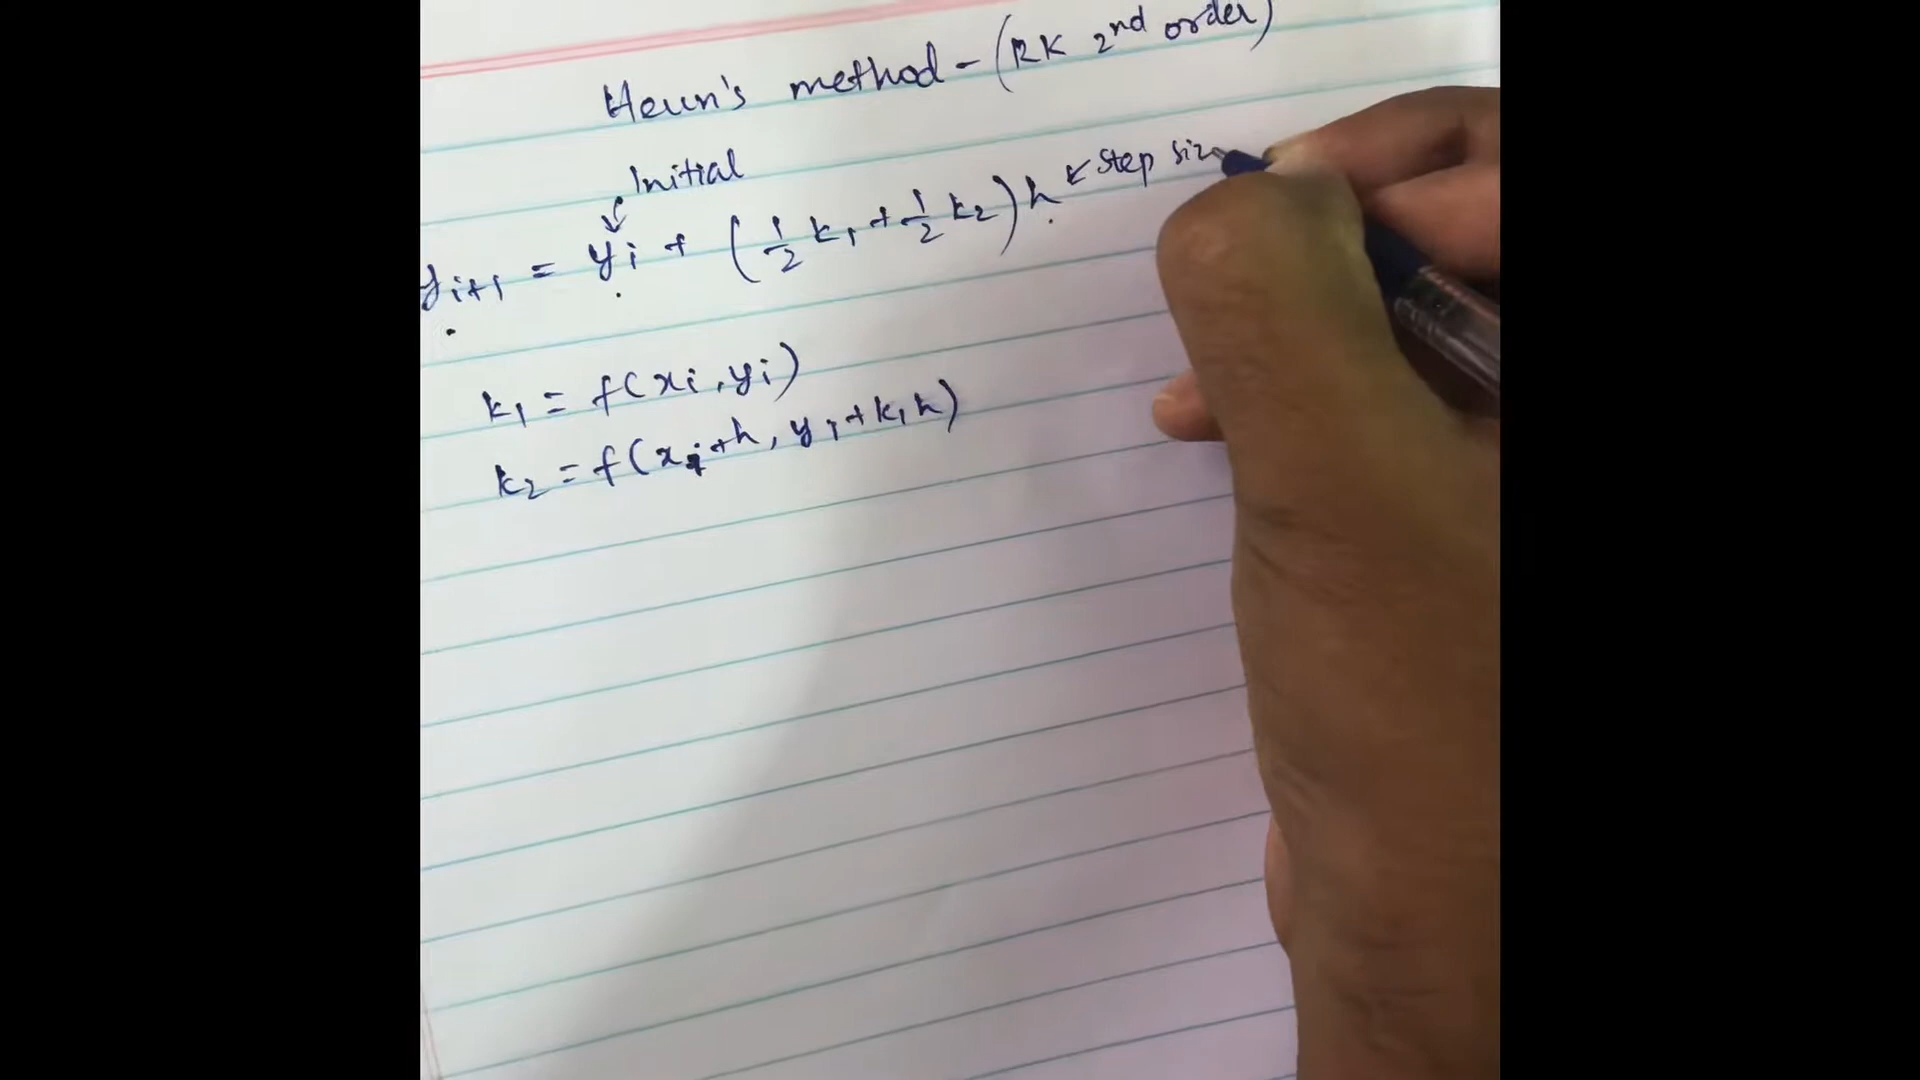 Heun's method - (RK 2nd order)
Initial
↓
y i+1 = yi + (1/2 k1 + 1/2 k2) h ← Step siz
k1 = f(xi, yi)
k2 = f(xi+h, yi+k1h)